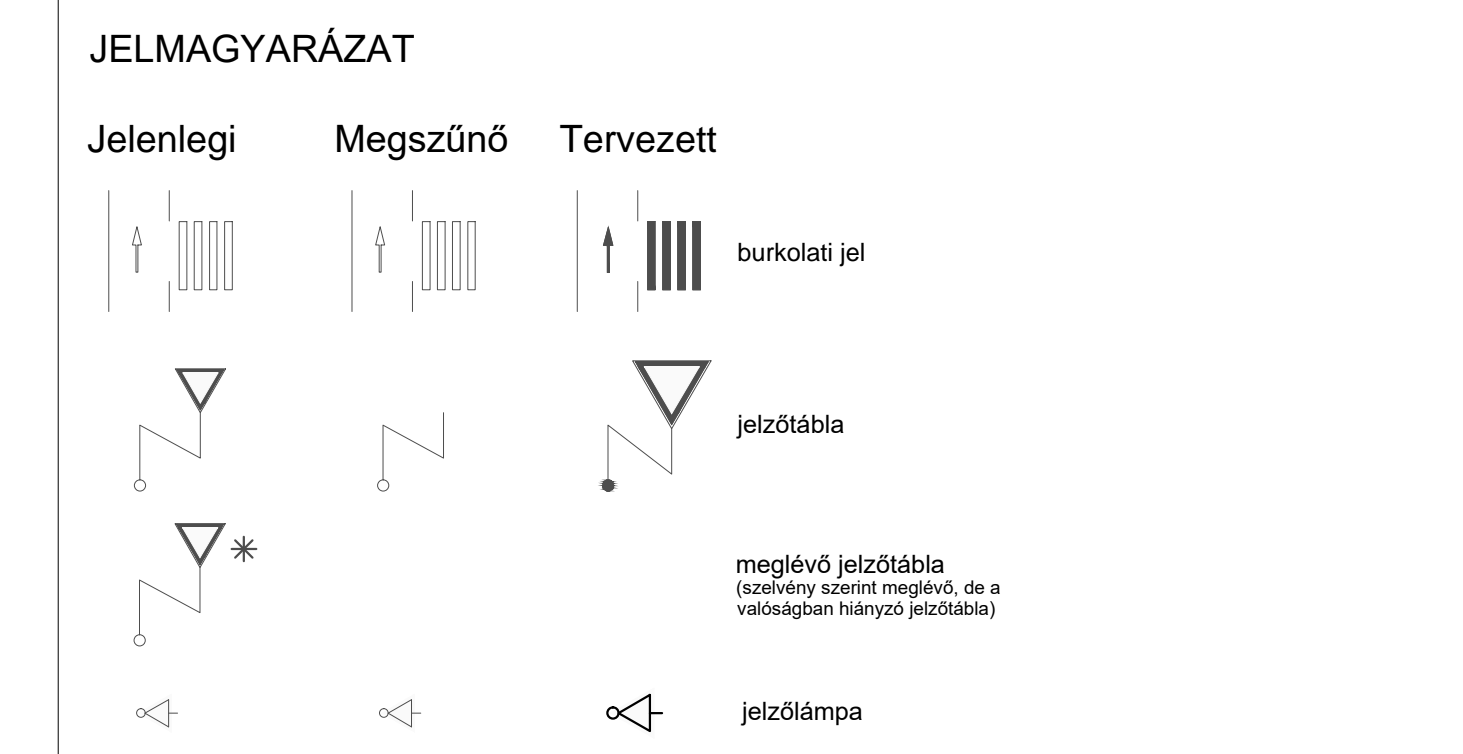 JELMAGYARÁZAT
Jelenlegi Megszűnő Tervezett
burkolati jel
jelzőtábla
meglévő jelzőtábla
(szelvény szerint meglévő, de a
valóságban hiányzó jelzőtábla)
jelzőlámpa